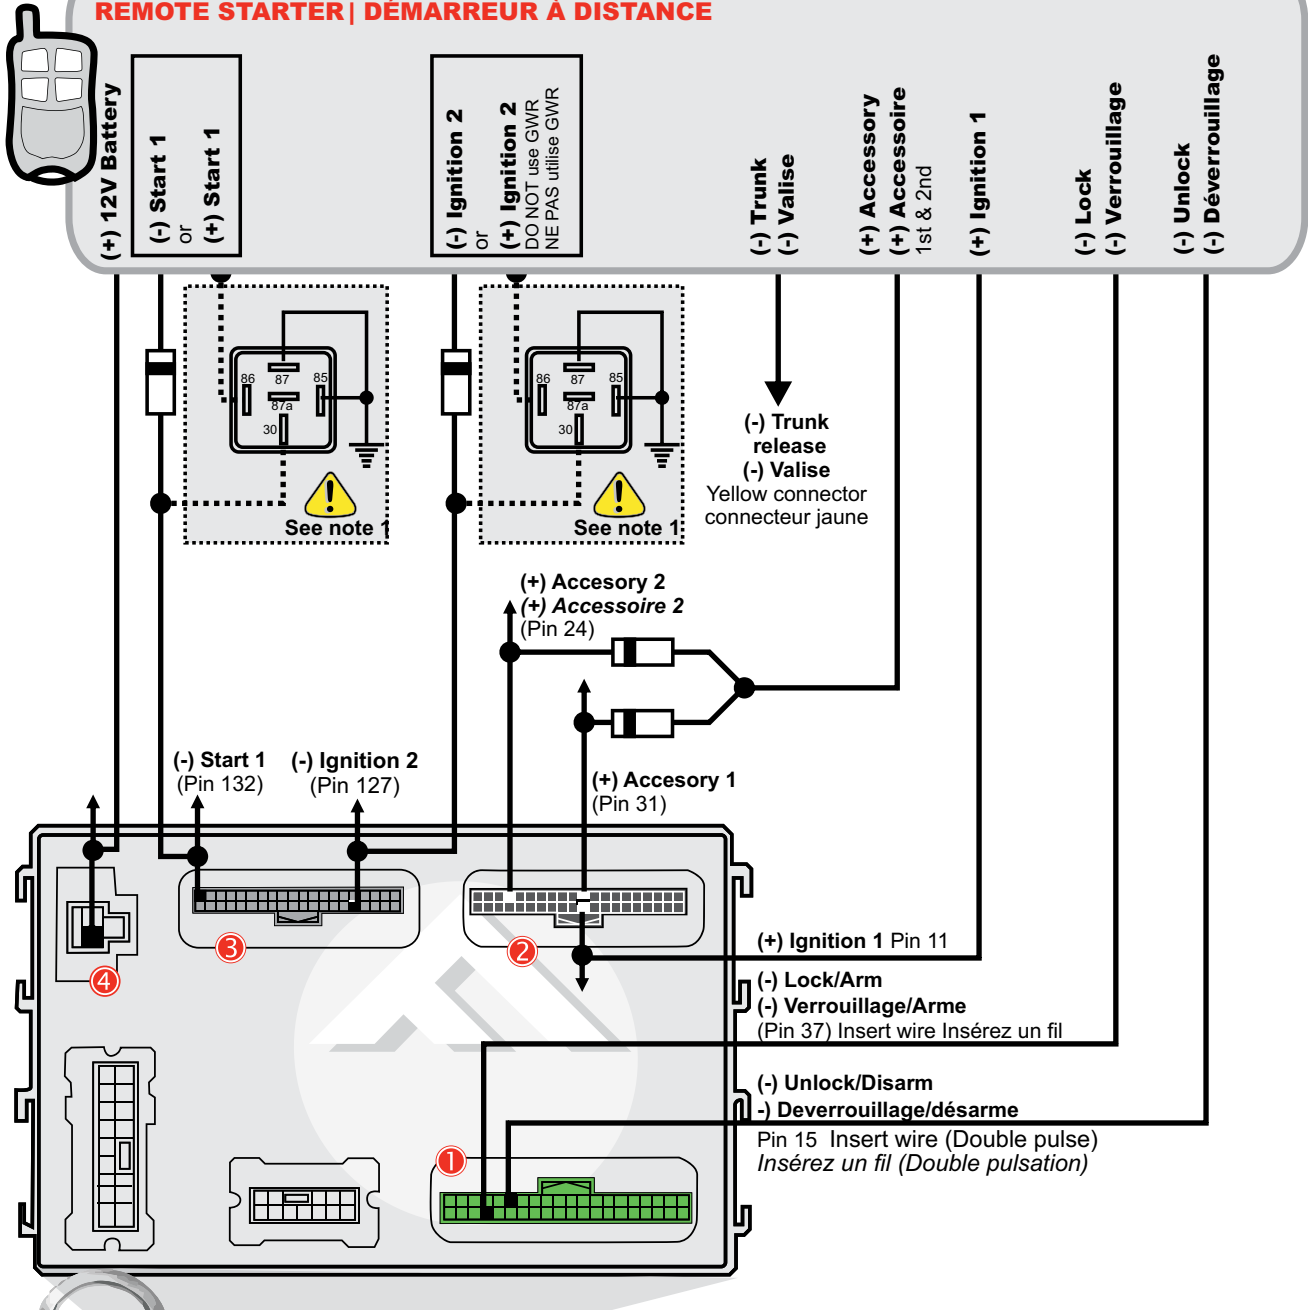 REMOTE STARTER| DÉMARREUR À DISTANCE
(+) 12V Battery
(-) Start 1
or
(+) Start 1
(-) Ignition 2
or
(+) Ignition 2
DO NOT use GWR
NE PAS utilise GWR
(-) Trunk
(-) Valise
(+) Accessory
(+) Accessoire
1st & 2nd
(+) Ignition 1
(-) Lock
(-) Verrouillage
(-) Unlock
(-) Déverrouillage
86
87
85
87a
30
See note 1
86
87
85
87a
30
See note 1
(-) Trunk
release
(-) Valise
Yellow connector
connecteur jaune
(+) Accesory 2
(+) Accessoire 2
(Pin 24)
(-) Start 1
(Pin 132)
(-) Ignition 2
(Pin 127)
(+) Accesory 1
(Pin 31)
4
3
2
(+) Ignition 1 Pin 11
(-) Lock/Arm
(-) Verrouillage/Arme
(Pin 37) Insert wire Insérez un fil
(-) Unlock/Disarm
-) Deverrouillage/désarme
Pin 15 Insert wire (Double pulse)
Insérez un fil (Double pulsation)
1